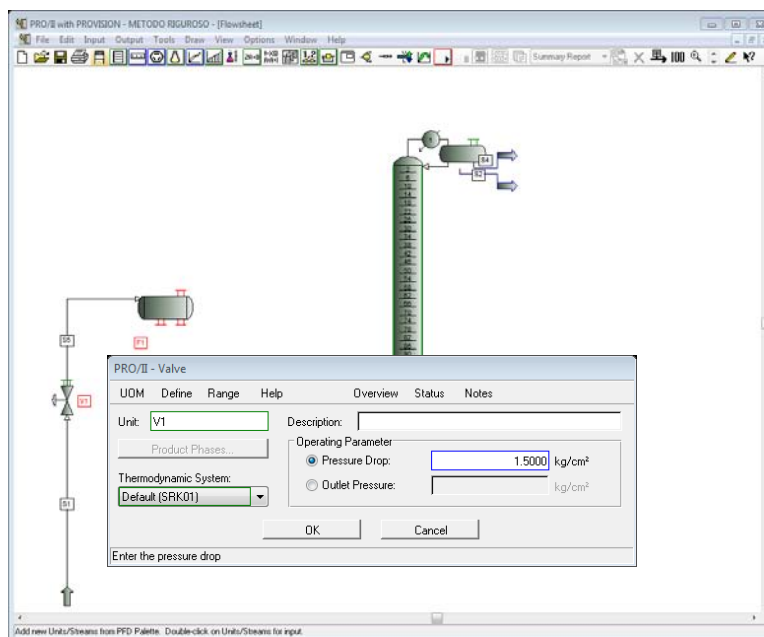 PRO/II with PROVISION - METODO RIGUROSO - [Flowsheet]
File Edit Input Output Tools Draw View Options Window Help
Summary Report
100
S4
S2
S5
F1
V1
S1
PRO/II - Valve
UOM Define Range Help Overview Status Notes
Unit: V1 Description:
Product Phases...
Operating Parameter
Pressure Drop: 1.5000 kg/cm²
Thermodynamic System:
Default (SRK01)
Outlet Pressure: kg/cm²
OK Cancel
Enter the pressure drop
Add new Units/Streams from PFD Palette. Double-click on Units/Streams for input.